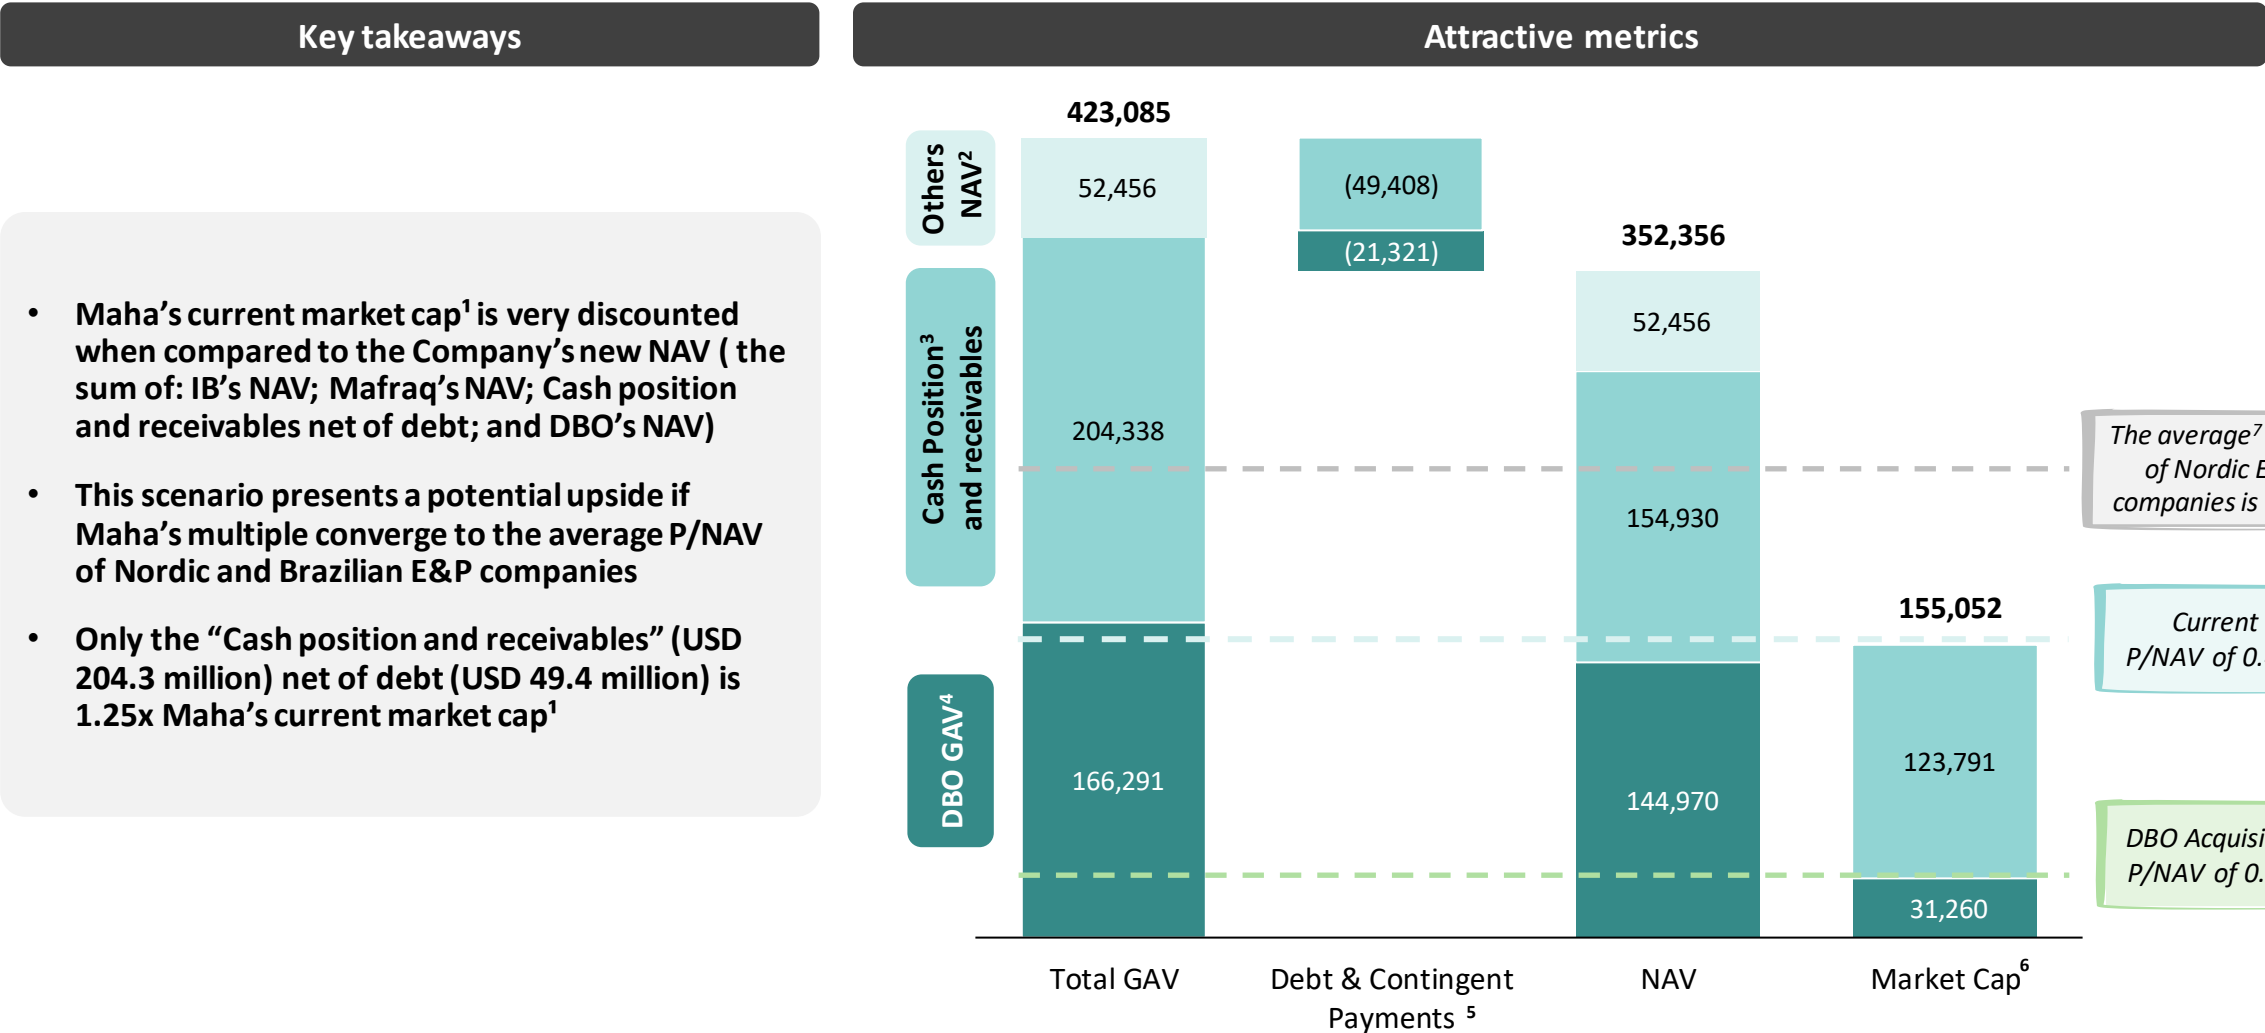 Key takeaways
• Maha’s current market cap¹ is very discounted
when compared to the Company’s new NAV ( the
sum of: IB’s NAV; Mafraq’s NAV; Cash position
and receivables net of debt; and DBO’s NAV)
• This scenario presents a potential upside if
Maha’s multiple converge to the average P/NAV
of Nordic and Brazilian E&P companies
• Only the “Cash position and receivables” (USD
204.3 million) net of debt (USD 49.4 million) is
1.25x Maha’s current market cap¹
Attractive metrics
Others
NAV²
Cash Position³
and receivables
DBO GAV⁴
423,085
52,456
204,338
166,291
(49,408)
(21,321)
352,356
52,456
154,930
144,970
155,052
123,791
31,260
The average⁷
of Nordic
companies is
Current
P/NAV of 0.
DBO
P/NAV of 0.
Total GAV
Debt & Contingent
Payments ⁵
NAV
Market Cap⁶